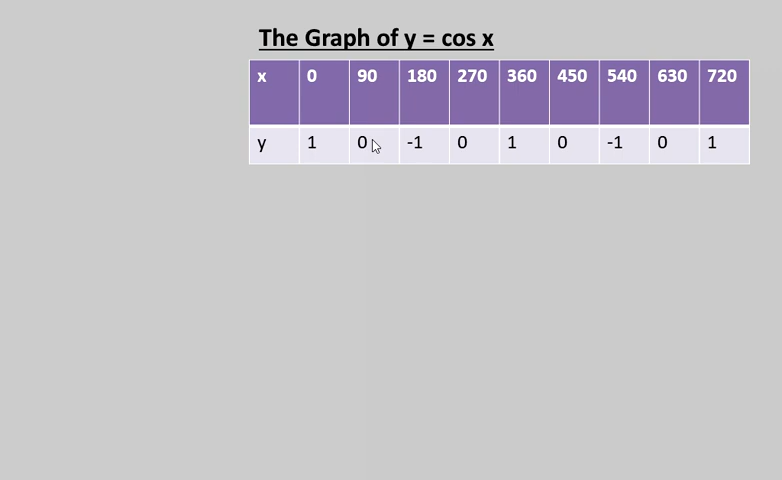 The Graph of y = cos x
x 0 90 180 270 360 450 540 630 720
y 1 0 -1 0 1 0 -1 0 1